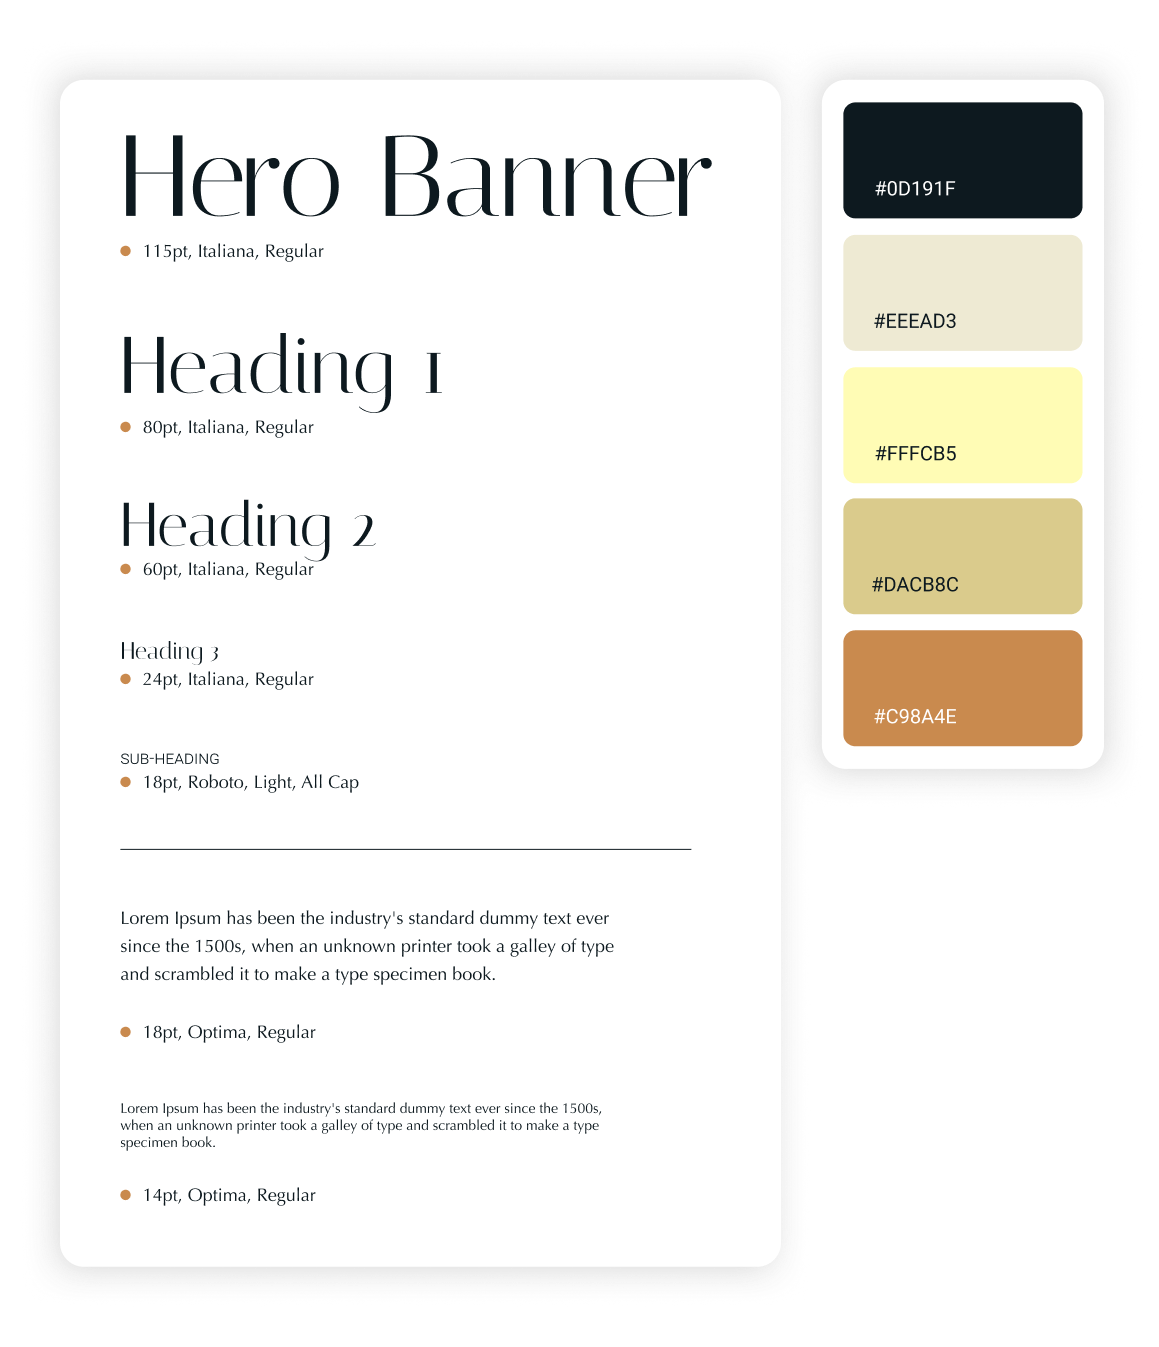 Hero Banner
115pt, Italiana, Regular
Heading 1
80pt, Italiana, Regular
Heading 2
60pt, Italiana, Regular
Heading 3
24pt, Italiana, Regular
SUB-HEADING
18pt, Roboto, Light, All Cap
Lorem Ipsum has been the industry's standard dummy text ever
since the 1500s, when an unknown printer took a galley of type
and scrambled it to make a type specimen book.
18pt, Optima, Regular
Lorem Ipsum has been the industry's standard dummy text ever since the 1500s,
when an unknown printer took a galley of type and scrambled it to make a type
specimen book.
14pt, Optima, Regular
#0D191F
#EEEAD3
#FFFCB5
#DACB8C
#C98A4E